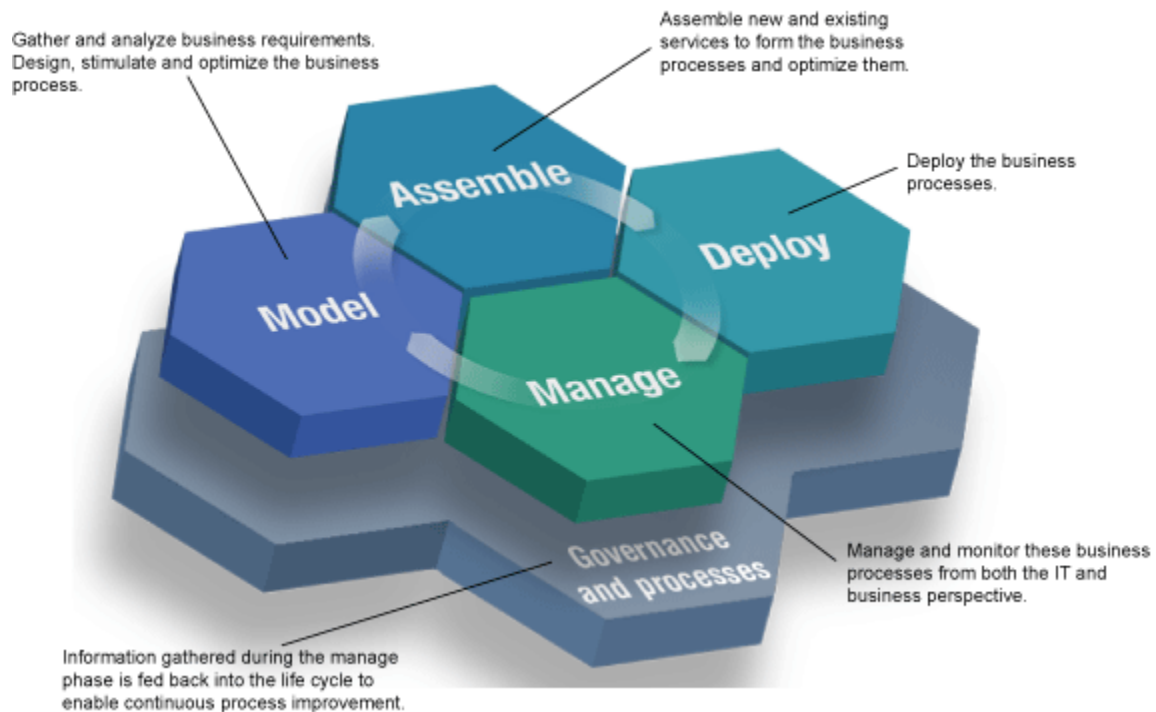 Gather and analyze business requirements.
Design, stimulate and optimize the business
process.
Assemble new and existing
services to form the business
processes and optimize them.
Deploy the business
processes.
Assemble
Deploy
Model
Manage
Governance
and processes
Manage and monitor these business
processes from both the IT and
business perspective.
Information gathered during the manage
phase is fed back into the life cycle to
enable continuous process improvement.